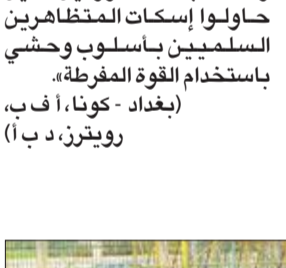 حاولوا إسكات المتظاهرين
السلميين بأسلوب وحشي
باستخدام القوة المفرطة».
(بغداد - كونا، أ ف ب،
رويترز، د ب أ)